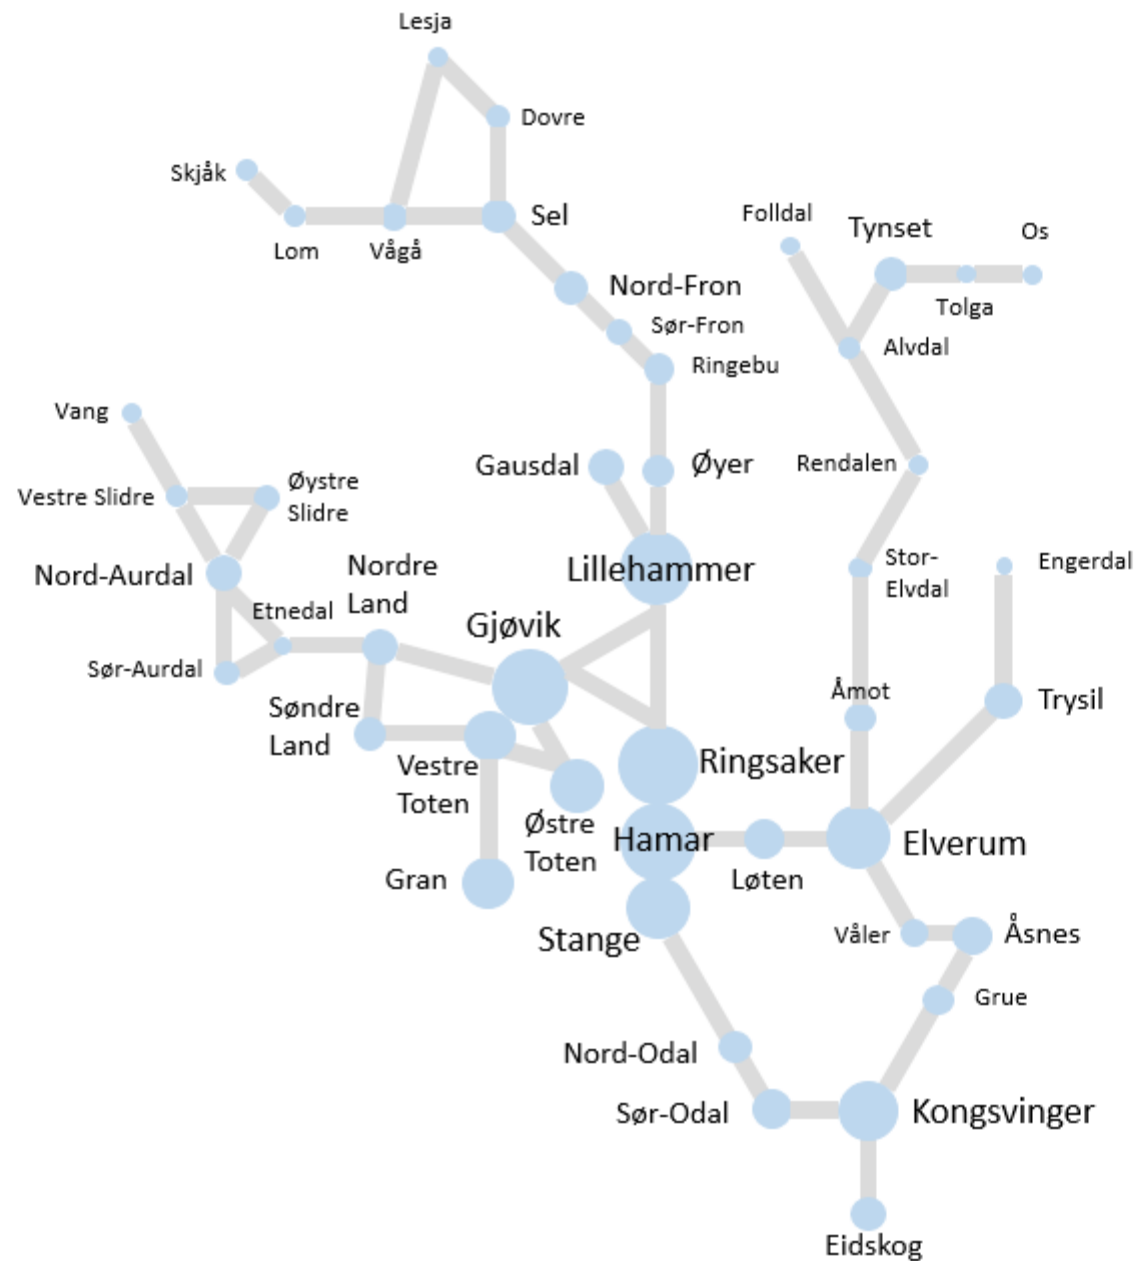 Lesja
Dovre
Skjåk
Sel
Lom
Vågå
Folldal
Tynset
Os
Nord-Fron
Tolga
Sør-Fron
Alvdal
Ringebu
Vang
Gausdal
Øyer
Rendalen
Vestre Slidre
Øystre
Slidre
Nord-Aurdal
Nordre
Land
Lillehammer
Stor-
Elvdal
Engerdal
Etnedal
Gjøvik
Sør-Aurdal
Åmot
Trysil
Søndre
Land
Vestre
Toten
Ringsaker
Østre
Toten
Hamar
Elverum
Gran
Løten
Stange
Våler
Åsnes
Grue
Nord-Odal
Sør-Odal
Kongsvinger
Eidskog